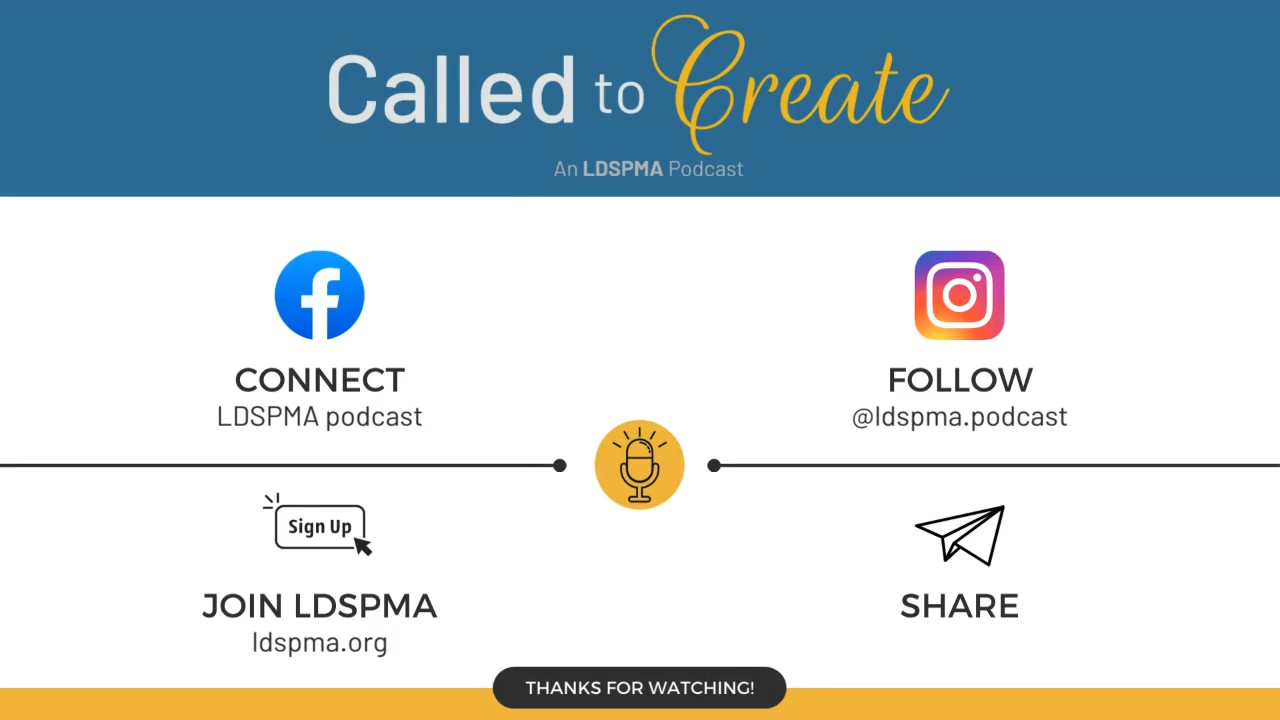 Called to Create
An LDSPMA Podcast
CONNECT
LDSPMA podcast
FOLLOW
@ldspma.podcast
Sign Up
JOIN LDSPMA
ldspma.org
SHARE
THANKS FOR WATCHING!